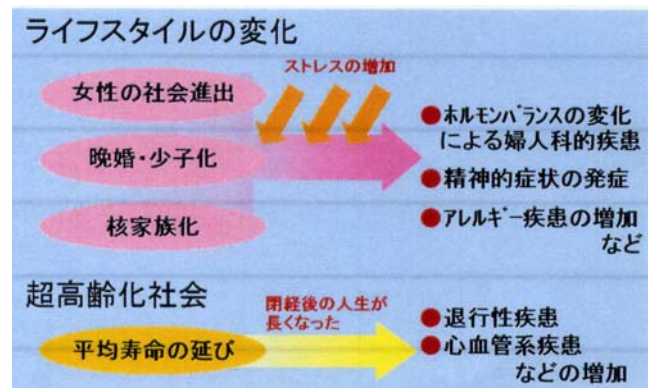 ライフスタイルの変化
ストレスの増加
女性の社会進出
晩婚・少子化
核家族化
●ホルモンバランスの変化
による婦人科的疾患
●精神的症状の発症
●アレルギー疾患の増加
など
超高齢化社会
閉経後の人生が
長くなった
平均寿命の延び
●退行性疾患
●心血管系疾患
などの増加